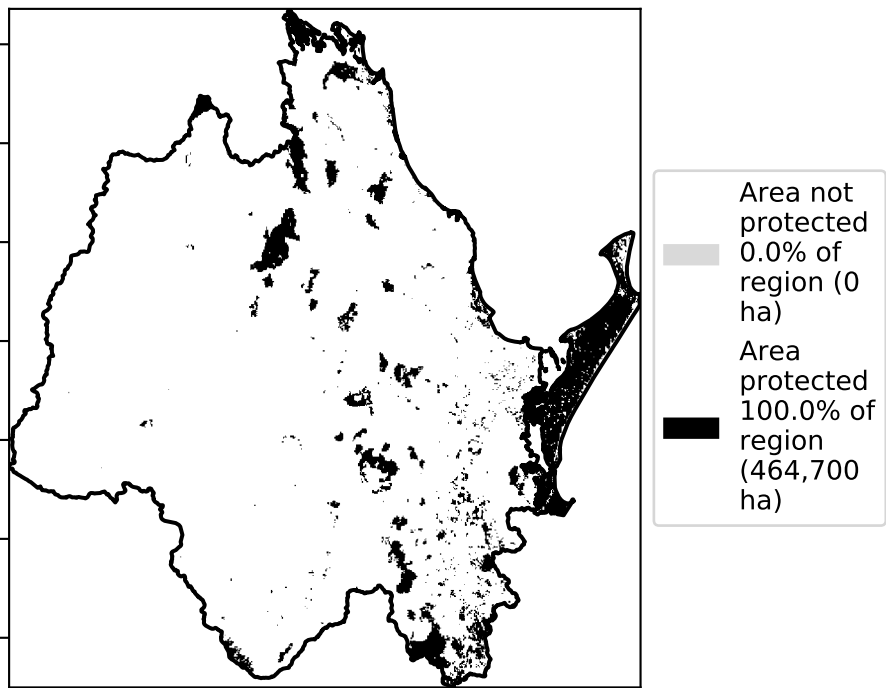 Area not
protected
0.0% of
region (0
ha)
Area
protected
100.0% of
region
(464,700
ha)